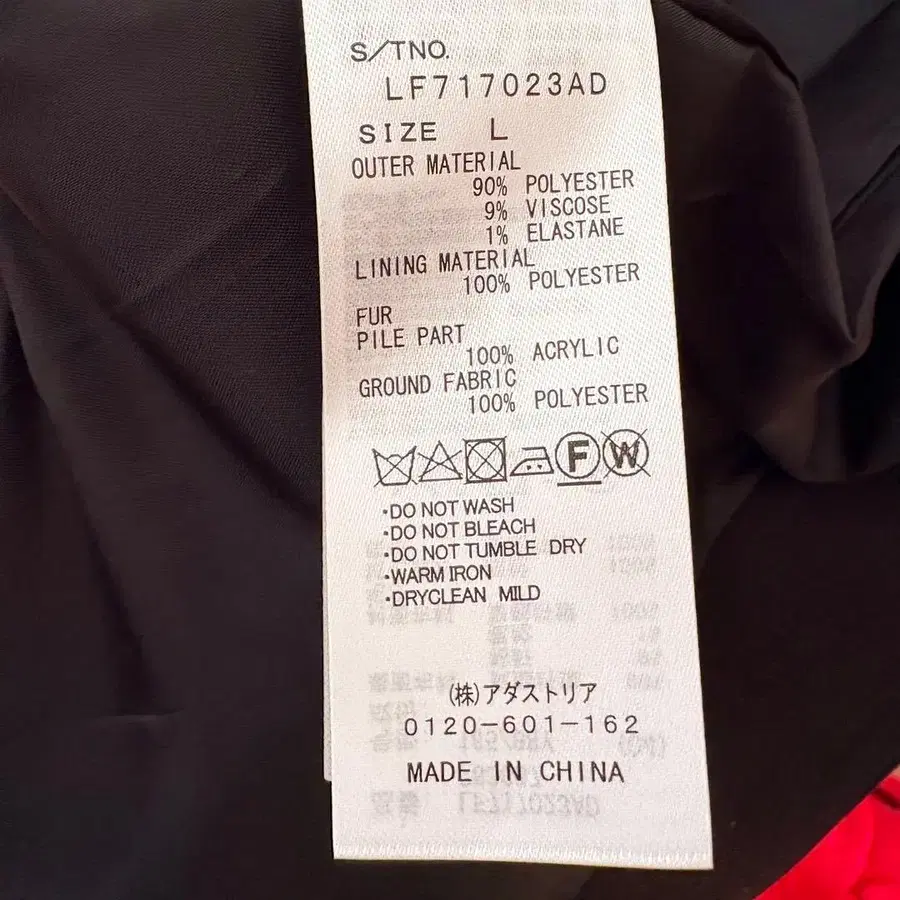 S/TNO.
LF717023AD
SIZE L
OUTER MATERIAL
90% POLYESTER
9% VISCOSE
1% ELASTANE
LINING MATERIAL
100% POLYESTER
FUR
PILE PART
100% ACRYLIC
GROUND FABRIC
100% POLYESTER
F W
・DO NOT WASH
・DO NOT BLEACH
・DO NOT TUMBLE DRY
・WARM IRON
・DRYCLEAN MILD
(株)アダストリア
0120-601-162
MADE IN CHINA